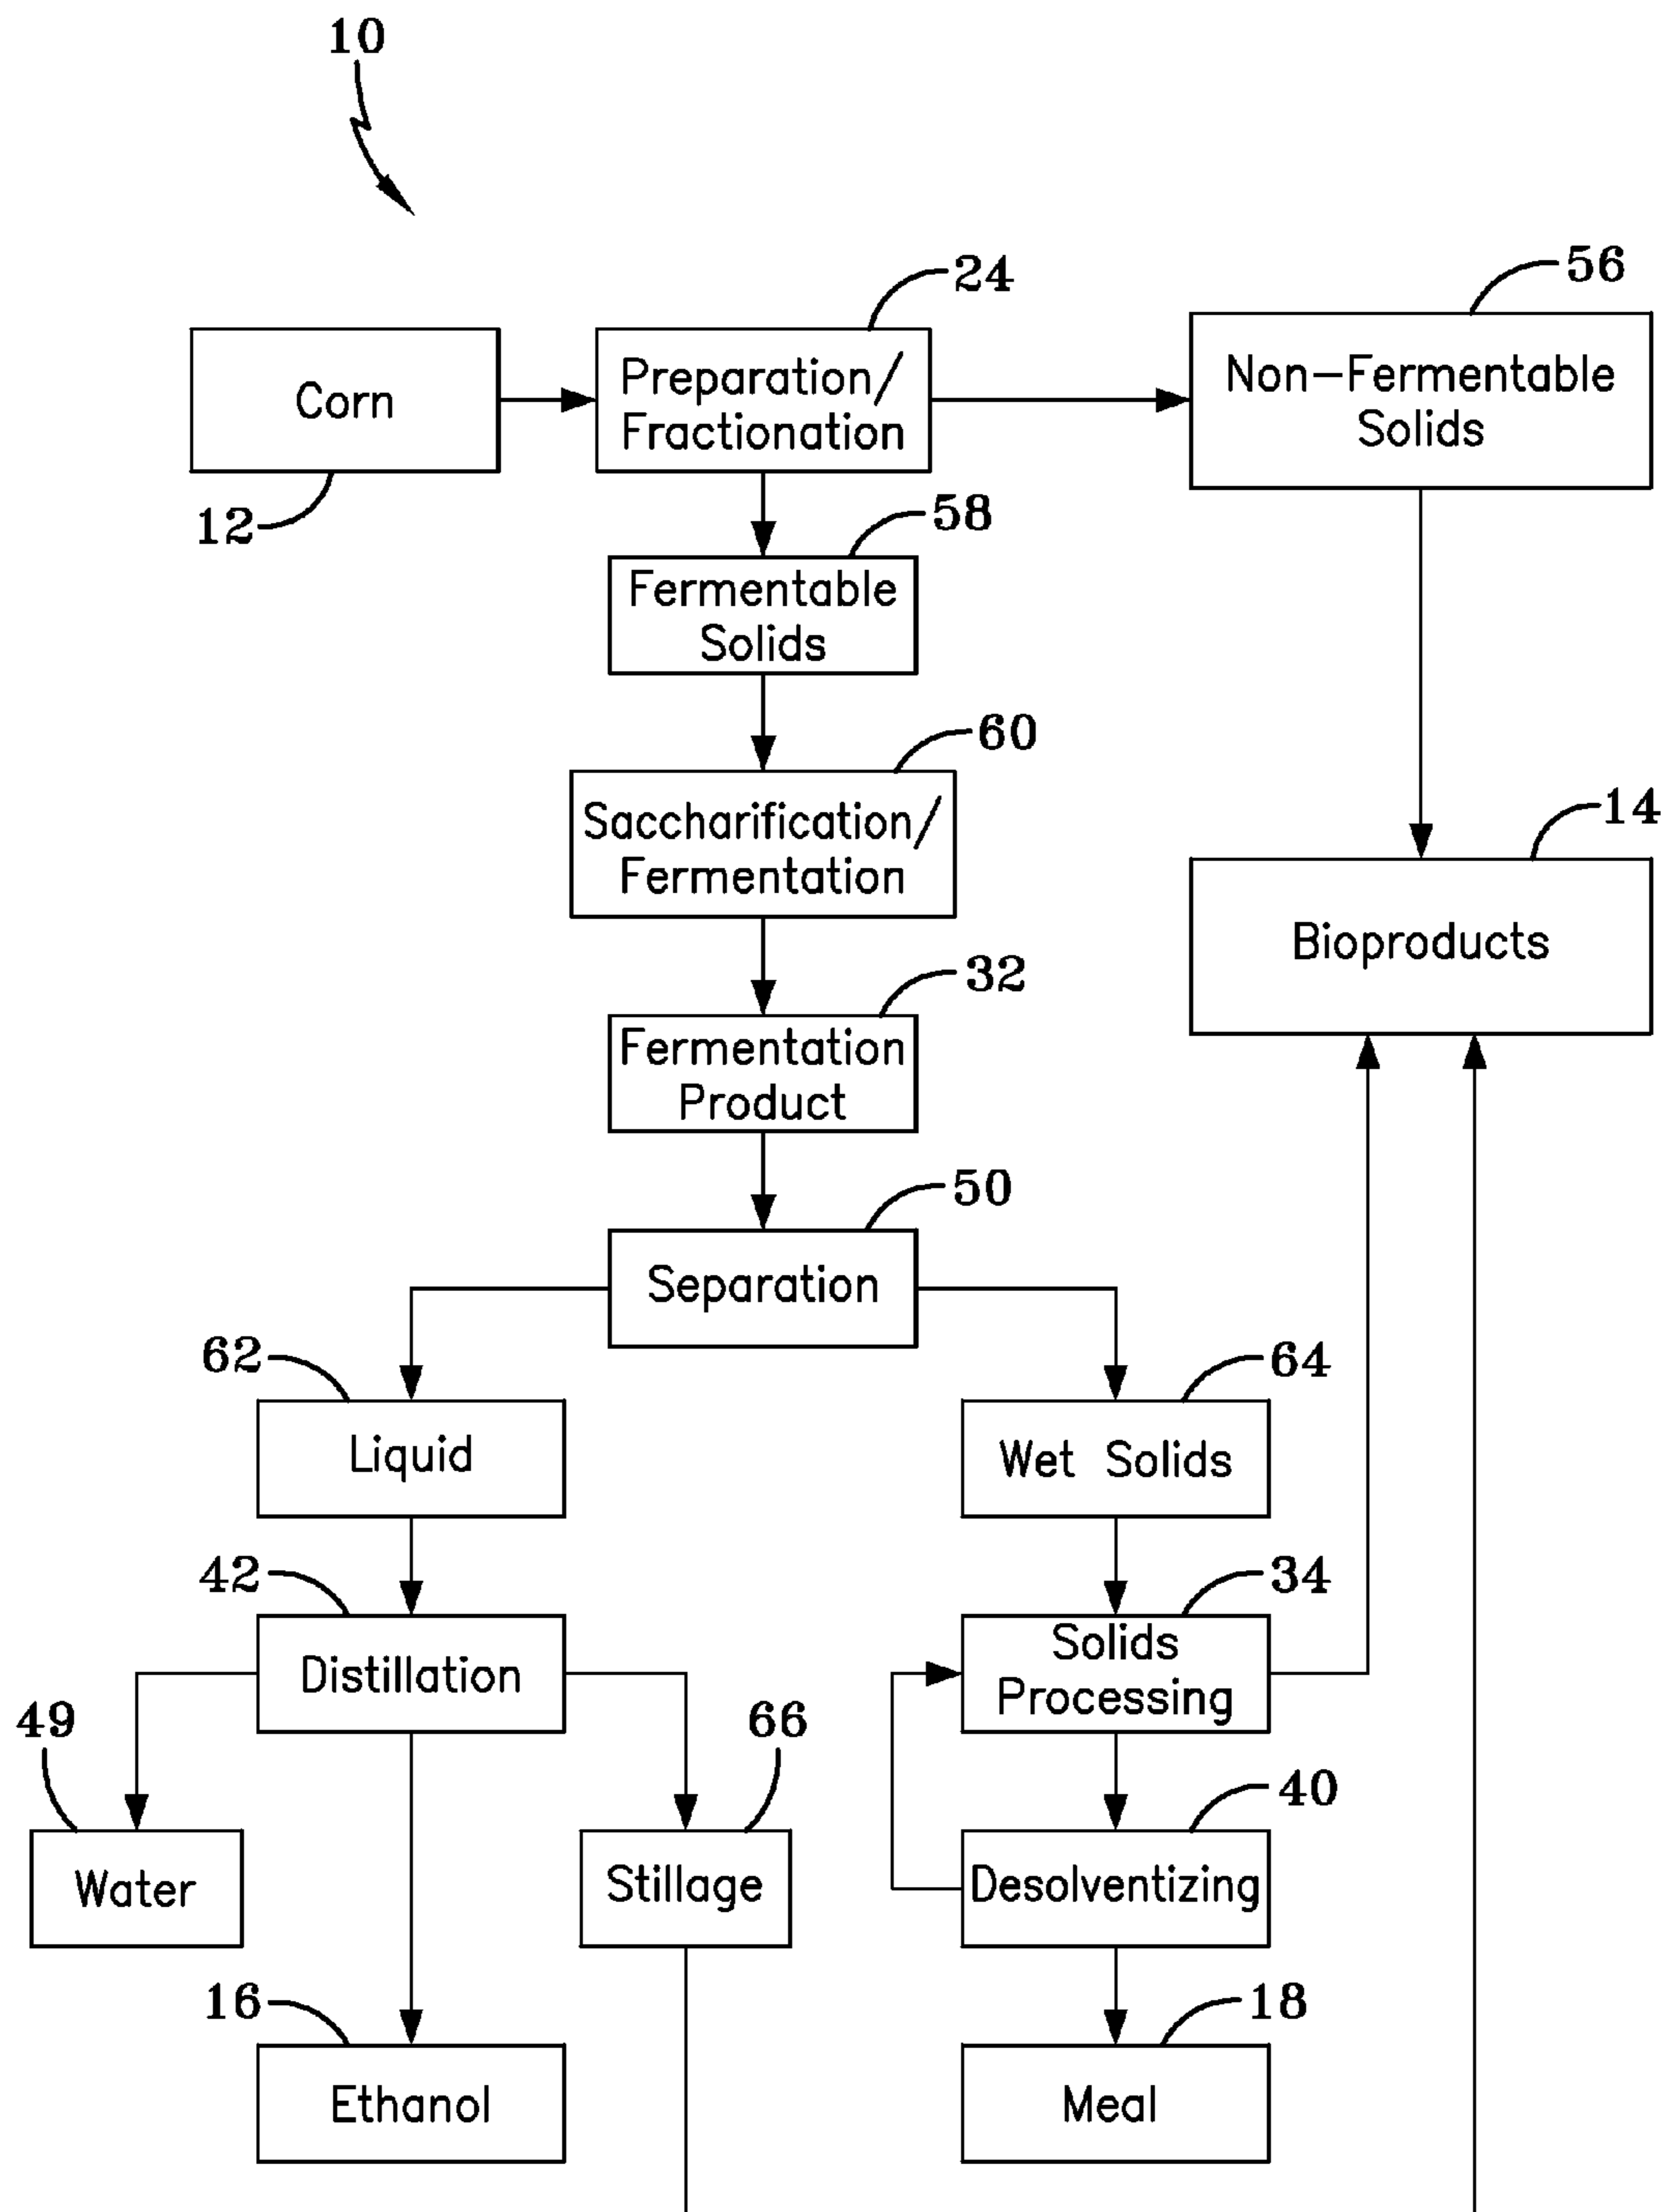 10
24
56
Corn
Preparation/
Fractionation
Non-Fermentable
Solids
12
58
Fermentable
Solids
60
Saccharification/
Fermentation
14
Bioproducts
32
Fermentation
Product
50
Separation
62
64
Liquid
Wet Solids
42
34
Distillation
Solids
Processing
49
66
40
Water
Stillage
Desolventizing
16
18
Ethanol
Meal